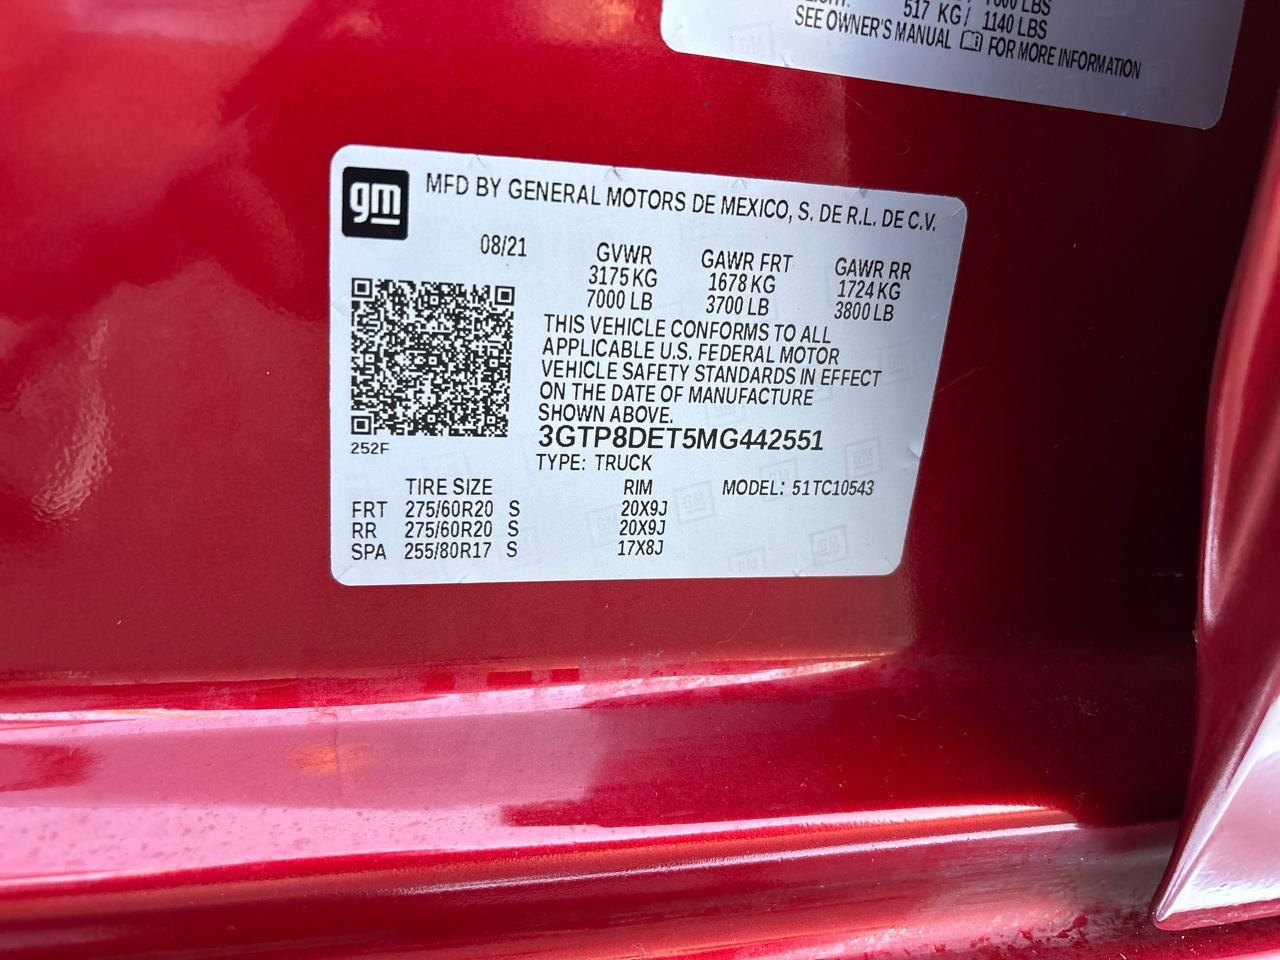 517 KG/ 1140 LBS
SEE OWNER'S MANUAL FOR MORE INFORMATION
gm
MFD BY GENERAL MOTORS DE MEXICO, S. DE R.L. DE C.V.
08/21 GVWR GAWR FRT GAWR RR
3175 KG 1678 KG 1724 KG
7000 LB 3700 LB 3800 LB
THIS VEHICLE CONFORMS TO ALL
APPLICABLE U.S. FEDERAL MOTOR
VEHICLE SAFETY STANDARDS IN EFFECT
ON THE DATE OF MANUFACTURE
SHOWN ABOVE.
252F 3GTP8DET5MG442551
TYPE: TRUCK
TIRE SIZE RIM MODEL: 51TC10543
FRT 275/60R20 S 20X9J
RR 275/60R20 S 20X9J
SPA 255/80R17 S 17X8J